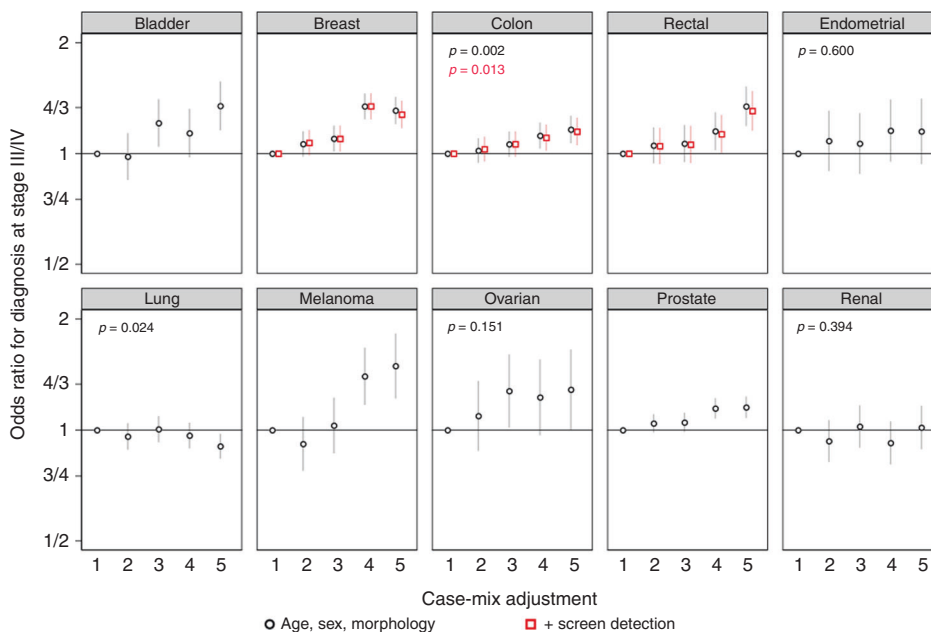 Bladder Breast Colon Rectal Endometrial
2
4/3
1
3/4
1/2
p = 0.002
p = 0.013
p = 0.600
Lung Melanoma Ovarian Prostate Renal
2
4/3
1
3/4
1/2
p = 0.024
p = 0.151
p = 0.394
Odds ratio for diagnosis at stage III/IV
1 2 3 4 5 1 2 3 4 5 1 2 3 4 5 1 2 3 4 5 1 2 3 4 5
Case-mix adjustment
Age, sex, morphology + screen detection